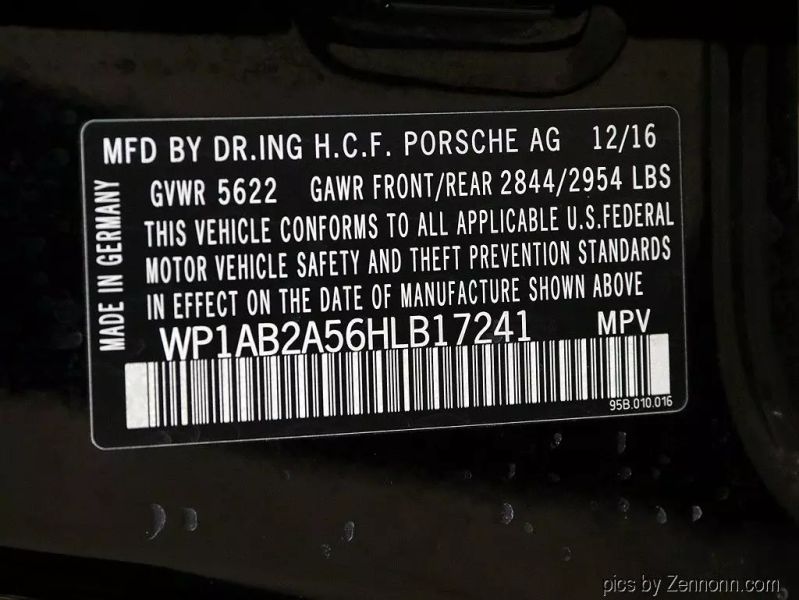 MFD BY DR.ING H.C.F. PORSCHE AG 12/16
GVWR 5622 GAWR FRONT/REAR 2844/2954 LBS
THIS VEHICLE CONFORMS TO ALL APPLICABLE U.S.FEDERAL
MOTOR VEHICLE SAFETY AND THEFT PREVENTION STANDARDS
IN EFFECT ON THE DATE OF MANUFACTURE SHOWN ABOVE
WP1AB2A56HLB17241 MPV
95B.010.016
MADE IN GERMANY
pics by Zennonn.com